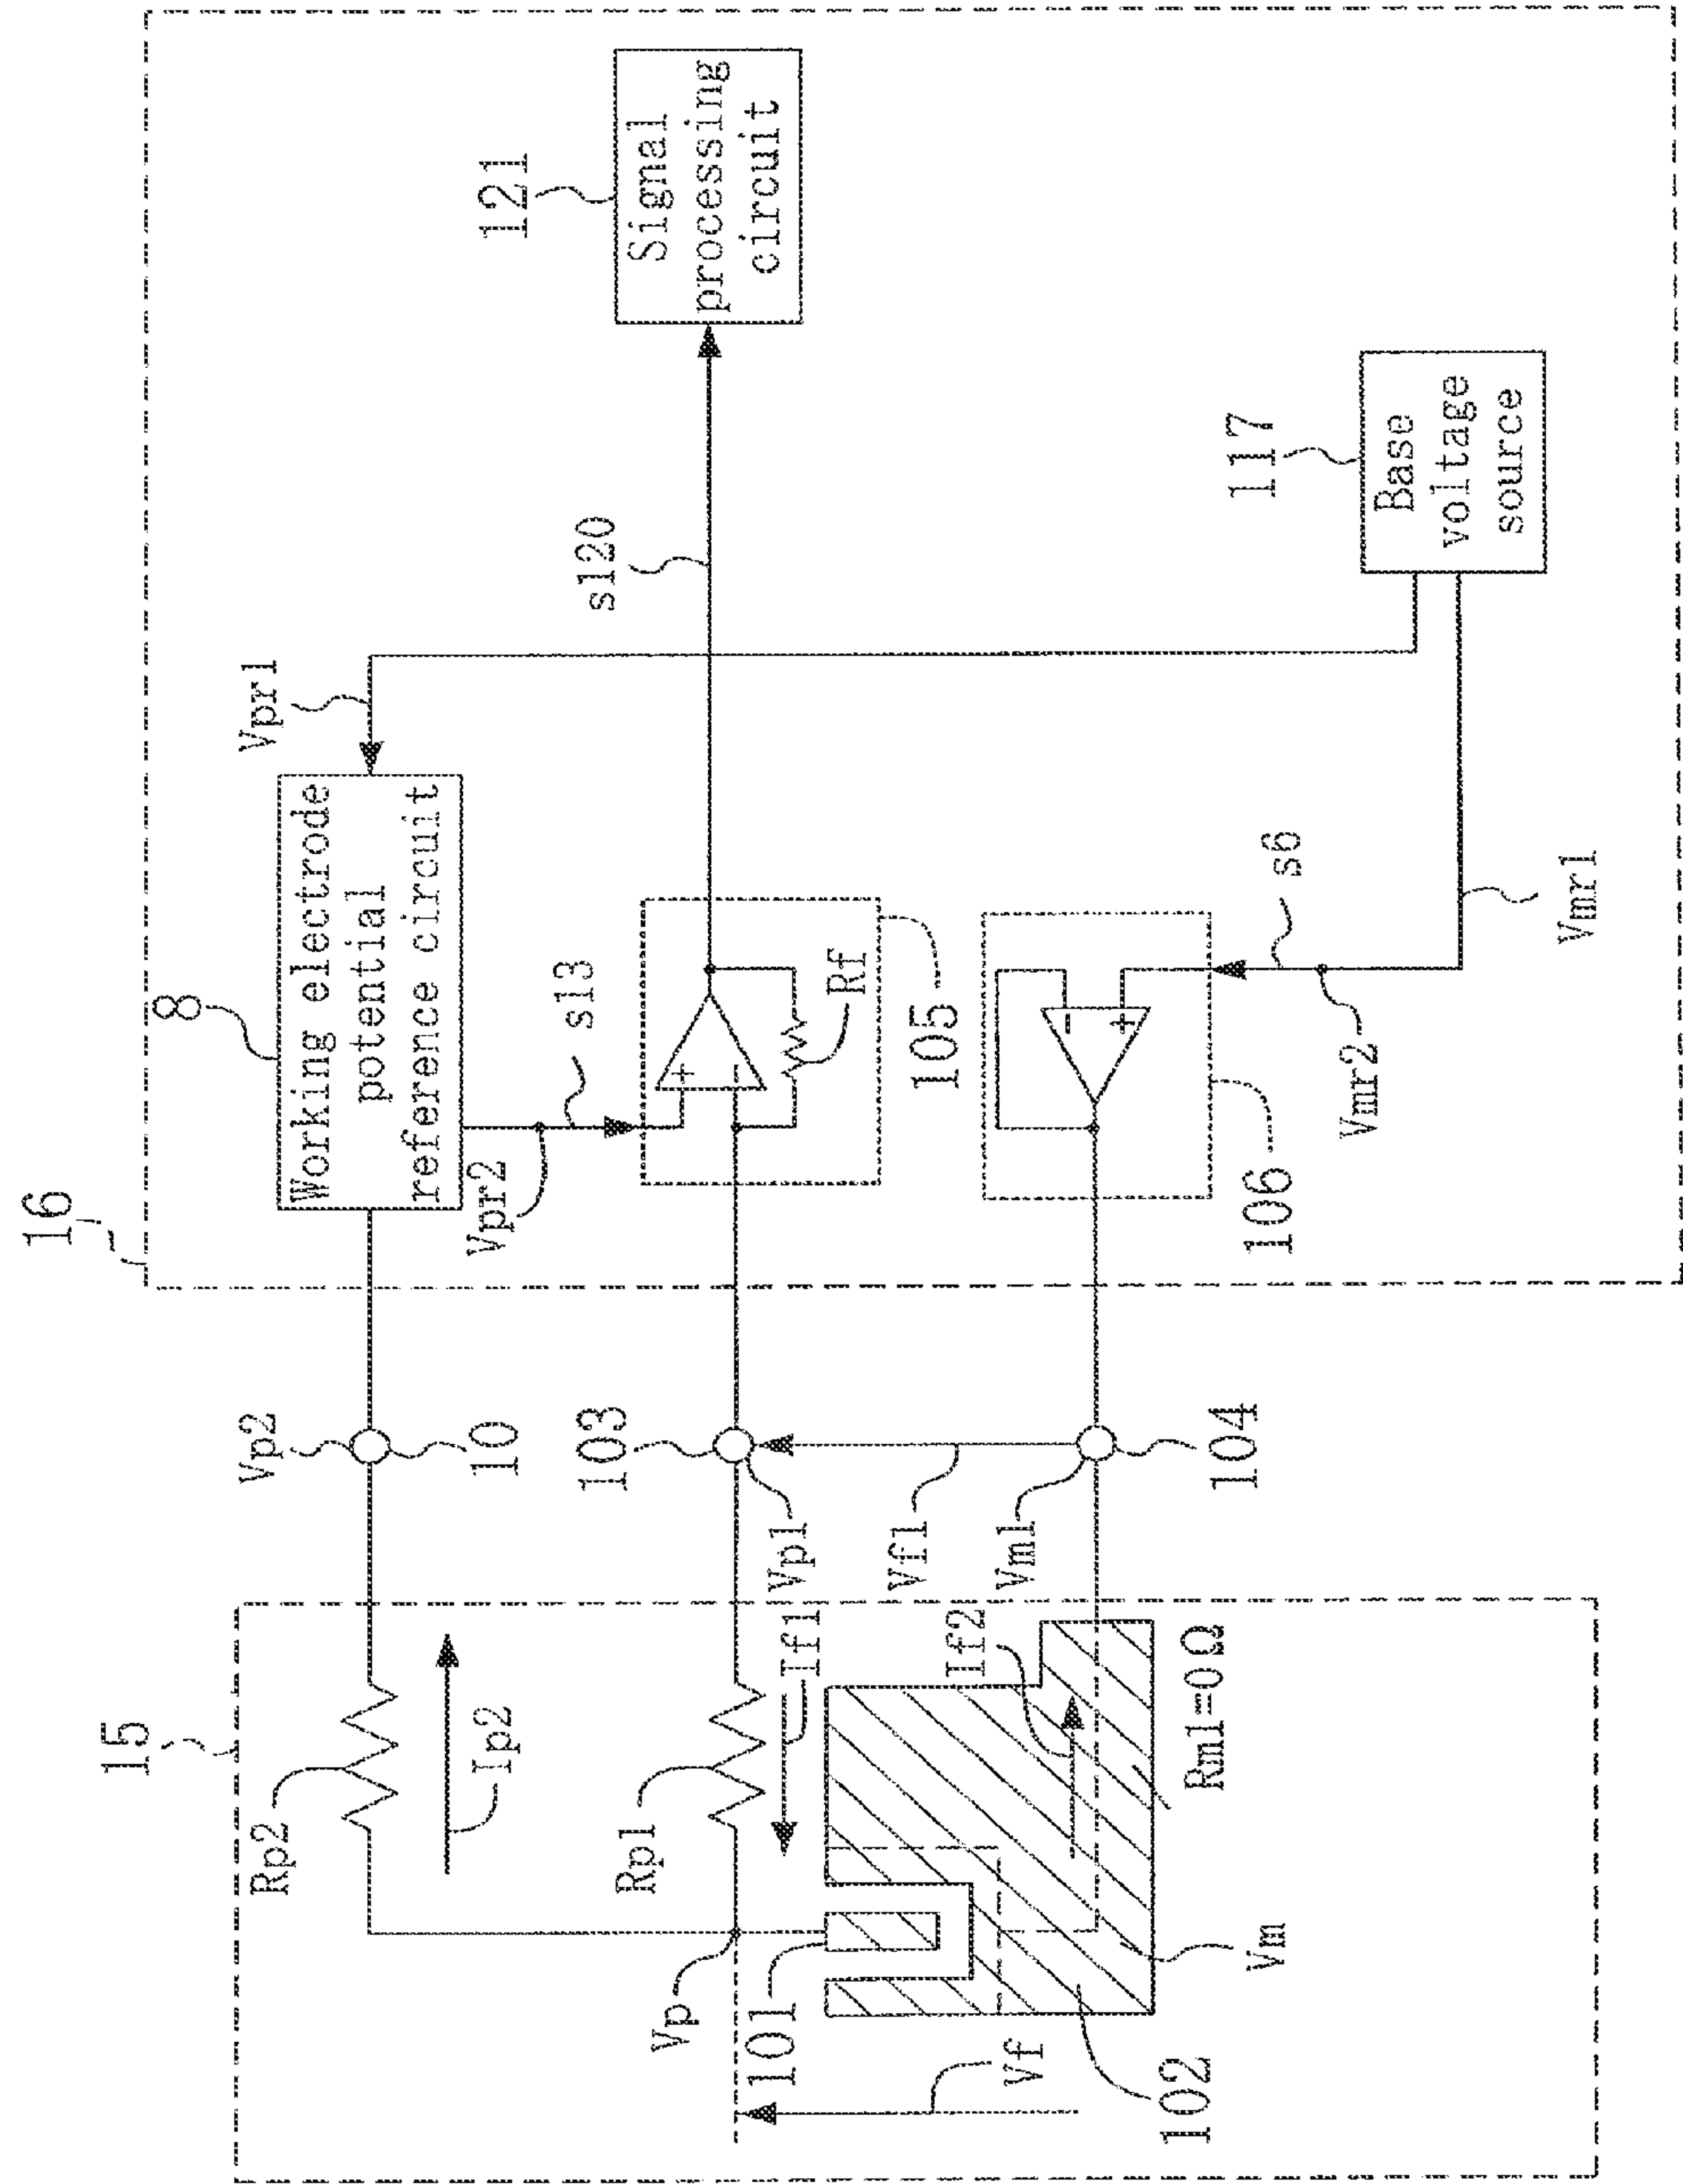 16
8
Working electrode
potential
reference circuit
Vpr1
121
Signal
processing
circuit
s120
Vpr2
s13
Rf
105
117
Base
voltage
source
s6
Vmr2
Vmr1
106
Vp2
10
103
Vp1
Vf1
Vm1
104
15
Rp2
Ip2
Rp1
If1
If2
Rm1=0Ω
Vp
101
Vf
102
Vm
+
−
−
+